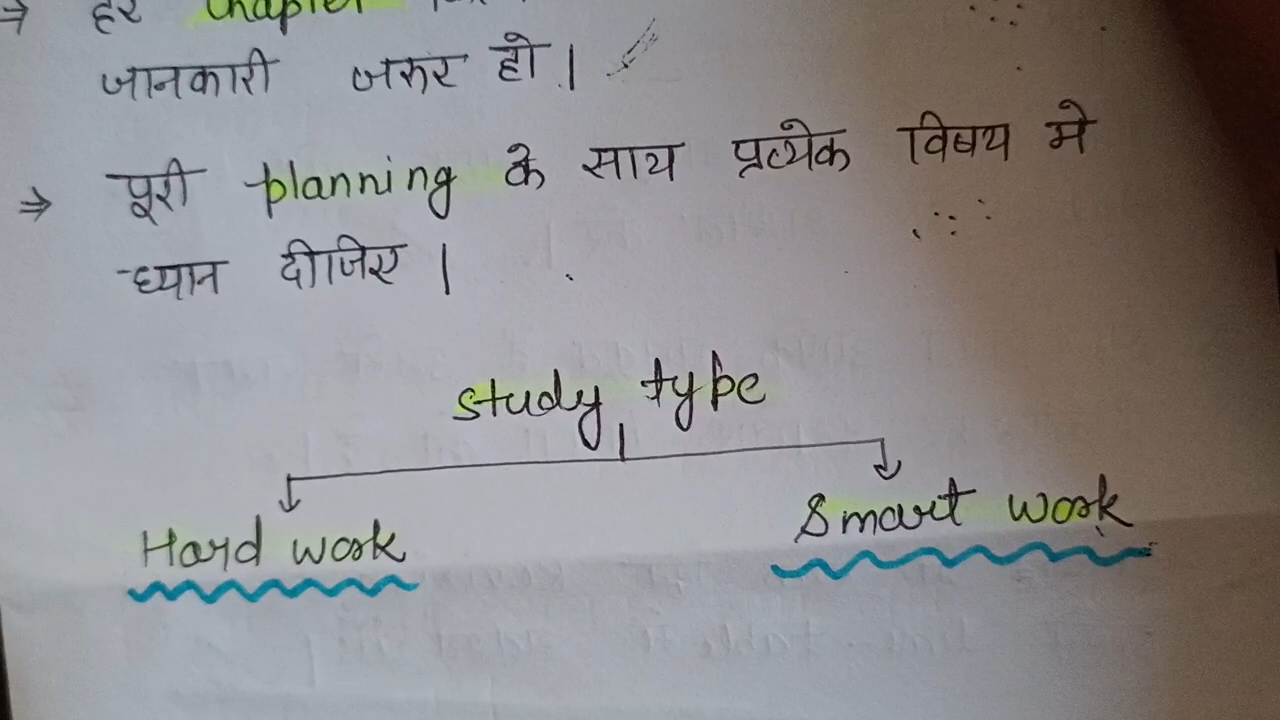 ⇒ हर chapter
जानकारी जरुर हो।
⇒ पूरी planning के साथ प्रत्येक विषय मे
ध्यान दीजिए।
study type
Hard work Smart work